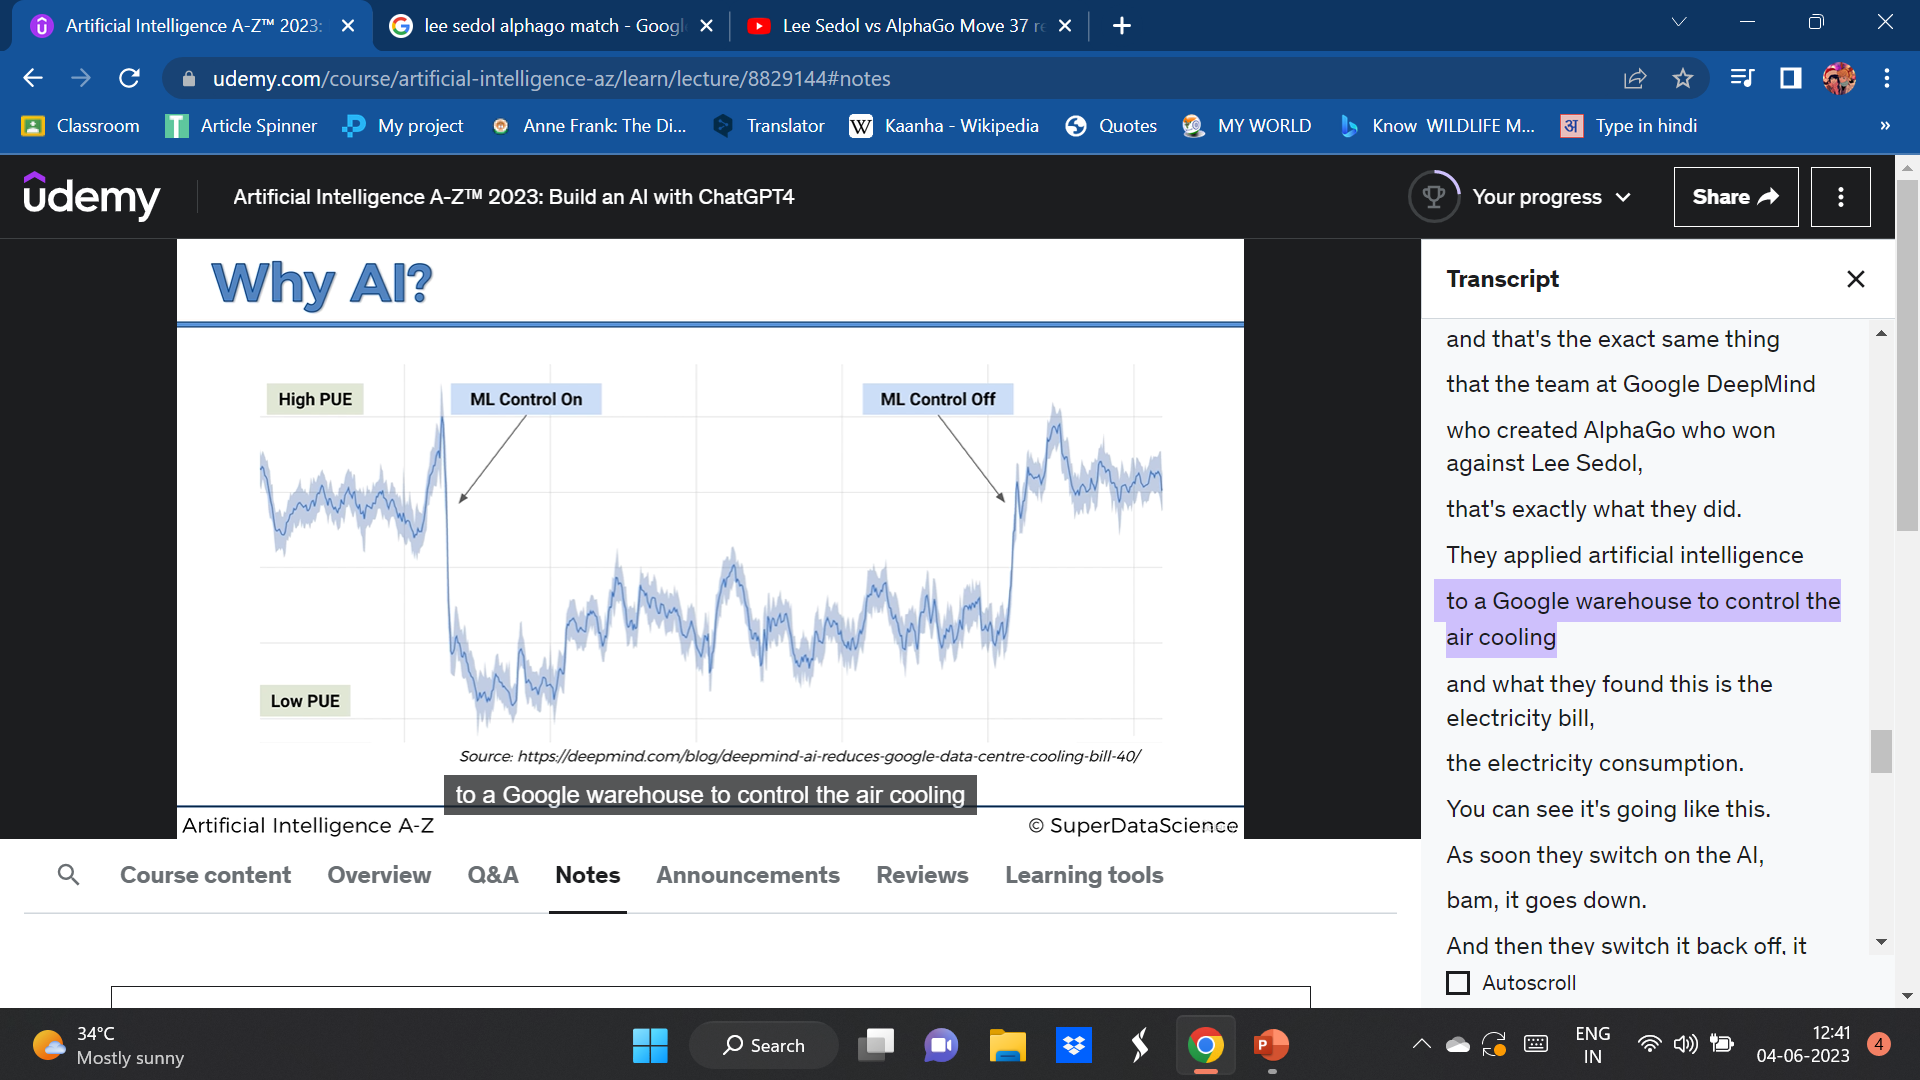 Artificial Intelligence A-Z™ 2023:
lee sedol alphago match - Googl
Lee Sedol vs AlphaGo Move 37 re
udemy.com/course/artificial-intelligence-az/learn/lecture/8829144#notes
Classroom
Article Spinner
My project
Anne Frank: The Di...
Translator
W
Kaanha - Wikipedia
Quotes
MY WORLD
Know WILDLIFE M...
अ
Type in hindi
»
udemy
Artificial Intelligence A-Z™ 2023: Build an AI with ChatGPT4
Your progress
Share
Why AI?
High PUE
ML Control On
ML Control Off
Low PUE
Source: https://deepmind.com/blog/deepmind-ai-reduces-google-data-centre-cooling-bill-40/
to a Google warehouse to control the air cooling
Artificial Intelligence A-Z
© SuperDataScience
Transcript
and that's the exact same thing
that the team at Google DeepMind
who created AlphaGo who won
against Lee Sedol,
that's exactly what they did.
They applied artificial intelligence
to a Google warehouse to control the
air cooling
and what they found this is the
electricity bill,
the electricity consumption.
You can see it's going like this.
As soon they switch on the AI,
bam, it goes down.
And then they switch it back off, it
Autoscroll
Course content
Overview
Q&A
Notes
Announcements
Reviews
Learning tools
34°C
Mostly sunny
Search
P
ENG
IN
12:41
04-06-2023
4